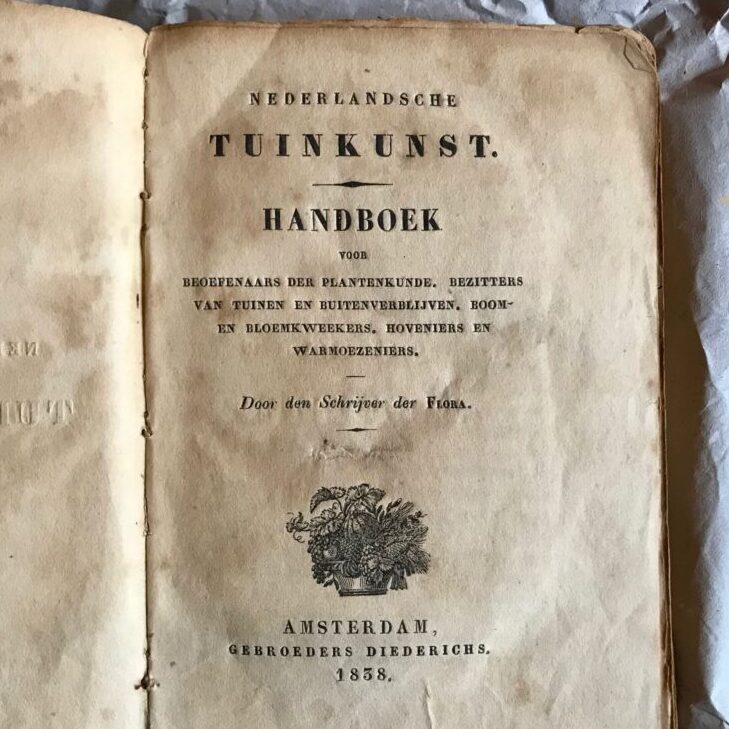 NEDERLANDSCHE
TUINKUNST.
HANDBOEK
VOOR
BEOEFENAARS DER PLANTENKUNDE. BEZITTERS
VAN TUINEN EN BUITENVERBLIJVEN. BOOM-
EN BLOEMKWEEKERS. HOVENIERS EN
WARMOEZENIERS.
Door den Schrijver der FLORA.
AMSTERDAM,
GEBROEDERS DIEDERICHS.
1838.